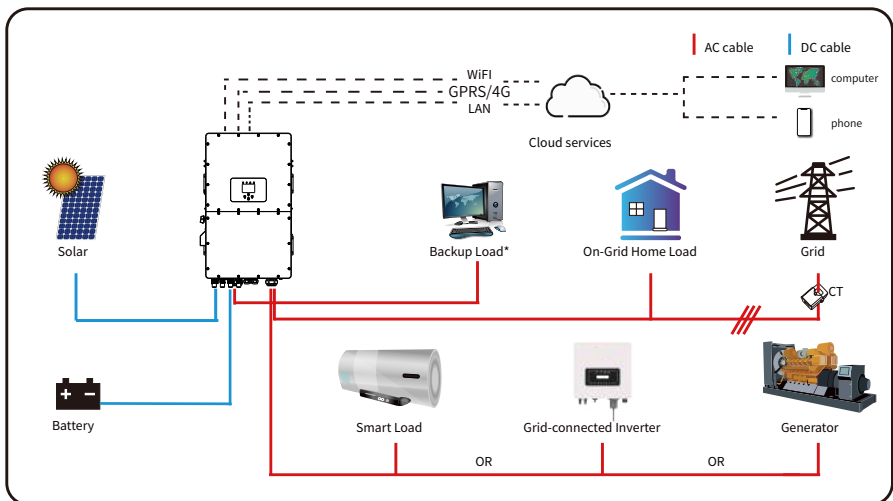 AC cable
DC cable
WiFI
GPRS/4G
LAN
computer
phone
Cloud services
Solar
Backup Load*
On-Grid Home Load
Grid
CT
+ −
Battery
Smart Load
Grid-connected Inverter
Generator
OR
OR